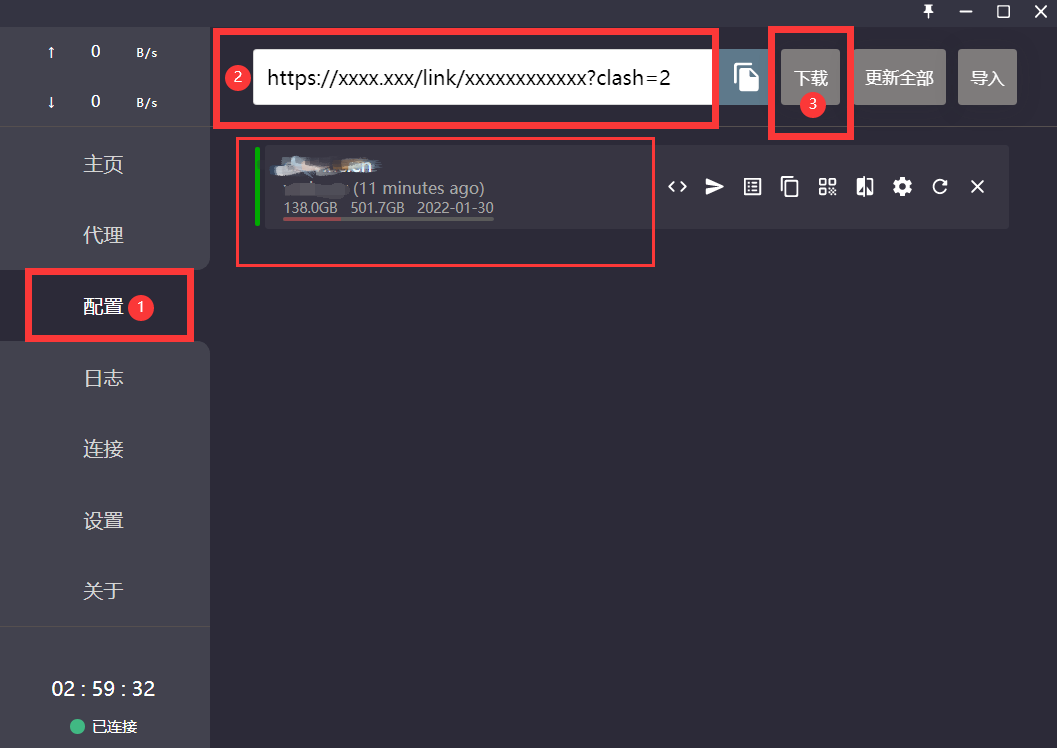 ↑ 0 B/s
↓ 0 B/s
主页
代理
配置 1
日志
连接
设置
关于
02 : 59 : 32
已连接
2 https://xxxx.xxx/link/xxxxxxxxxxxx?clash=2
下载 3
更新全部
导入
(11 minutes ago)
138.0GB 501.7GB 2022-01-30